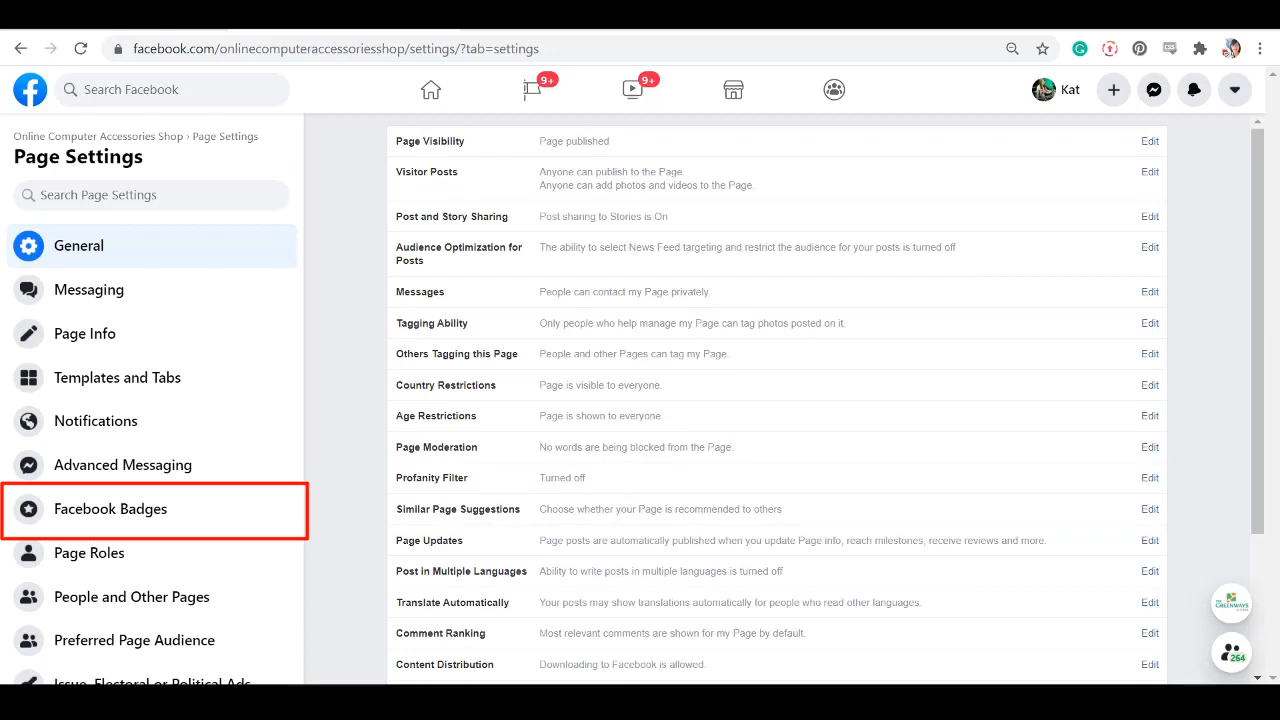 facebook.com/onlinecomputeraccessoriesshop/settings/?tab=settings
Search Facebook
9+
9+
Kat
Online Computer Accessories Shop › Page Settings
Page Settings
Search Page Settings
General
Messaging
Page Info
Templates and Tabs
Notifications
Advanced Messaging
Facebook Badges
Page Roles
People and Other Pages
Preferred Page Audience
Issue, Electoral or Political Ads
Page Visibility Page published Edit
Visitor Posts Anyone can publish to the Page. Edit
Anyone can add photos and videos to the Page.
Post and Story Sharing Post sharing to Stories is On Edit
Audience Optimization for The ability to select News Feed targeting and restrict the audience for your posts is turned off Edit
Posts
Messages People can contact my Page privately. Edit
Tagging Ability Only people who help manage my Page can tag photos posted on it. Edit
Others Tagging this Page People and other Pages can tag my Page. Edit
Country Restrictions Page is visible to everyone. Edit
Age Restrictions Page is shown to everyone. Edit
Page Moderation No words are being blocked from the Page. Edit
Profanity Filter Turned off Edit
Similar Page Suggestions Choose whether your Page is recommended to others Edit
Page Updates Page posts are automatically published when you update Page info, reach milestones, receive reviews and more. Edit
Post in Multiple Languages Ability to write posts in multiple languages is turned off Edit
Translate Automatically Your posts may show translations automatically for people who read other languages. Edit
Comment Ranking Most relevant comments are shown for my Page by default. Edit
Content Distribution Downloading to Facebook is allowed. Edit
GREENWAYS
264